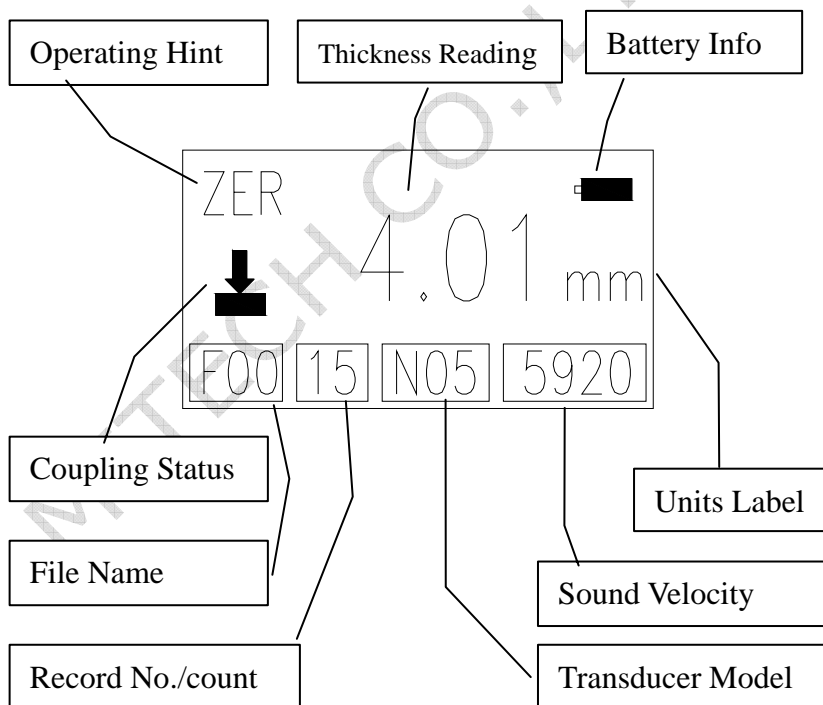 Operating Hint
Thickness Reading
Battery Info
ZER
4.01 mm
F00 15 N05 5920
Coupling Status
Units Label
File Name
Sound Velocity
Record No./count
Transducer Model